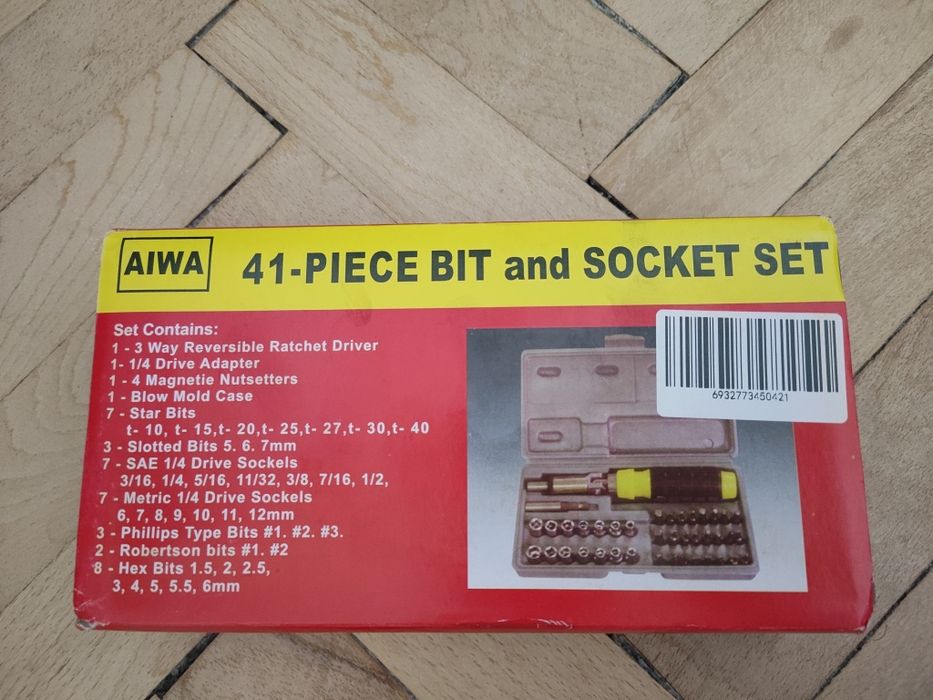 AIWA
41-PIECE BIT and SOCKET SET
Set Contains:
1 - 3 Way Reversible Ratchet Driver
1- 1/4 Drive Adapter
1 - 4 Magnetie Nutsetters
1 - Blow Mold Case
7 - Star Bits
t- 10, t- 15,t- 20,t- 25,t- 27,t- 30,t- 40
3 - Slotted Bits 5. 6. 7mm
7 - SAE 1/4 Drive Sockels
3/16, 1/4, 5/16, 11/32, 3/8, 7/16, 1/2,
7 - Metric 1/4 Drive Sockels
6, 7, 8, 9, 10, 11, 12mm
3 - Phillips Type Bits #1. #2. #3.
2 - Robertson bits #1. #2
8 - Hex Bits 1.5, 2, 2.5,
3, 4, 5, 5.5, 6mm
6932773450421